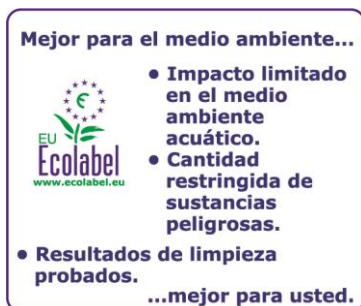 Mejor para el medio ambiente...
• Impacto limitado
en el medio
ambiente
acuático.
• Cantidad
restringida de
sustancias
peligrosas.
EU
Ecolabel
www.ecolabel.eu
• Resultados de limpieza
probados.
...mejor para usted.